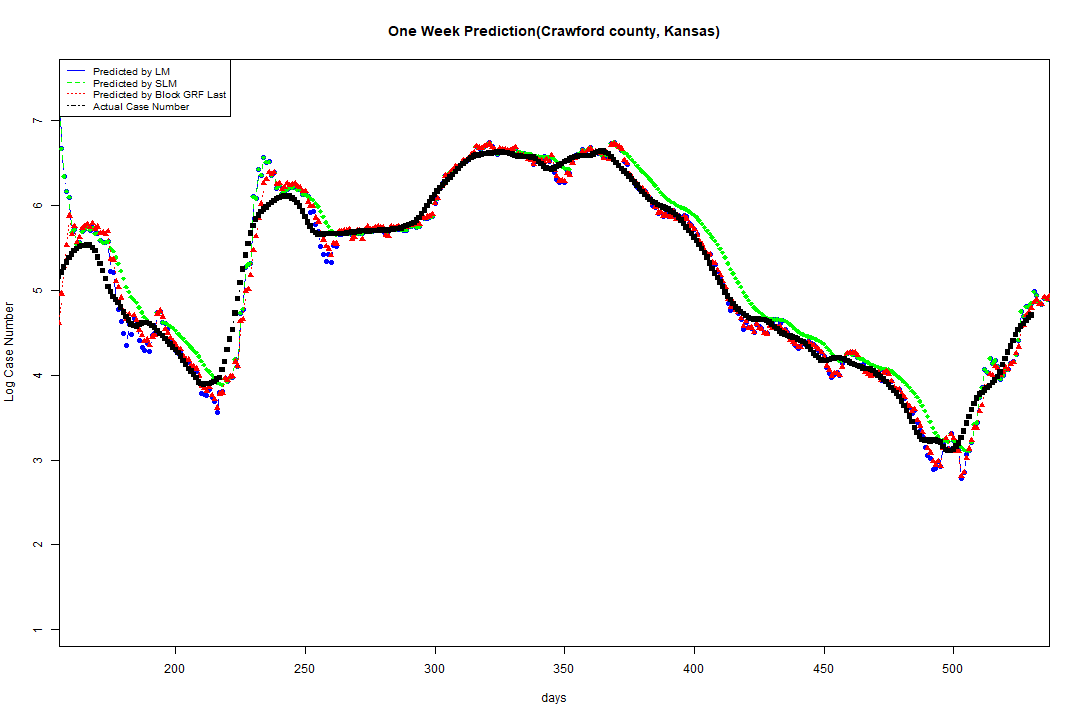 One Week Prediction(Crawford county, Kansas)
Predicted by LM
Predicted by SLM
Predicted by Block GRF Last
Actual Case Number
7
6
5
4
3
2
1
Log Case Number
200 250 300 350 400 450 500
days